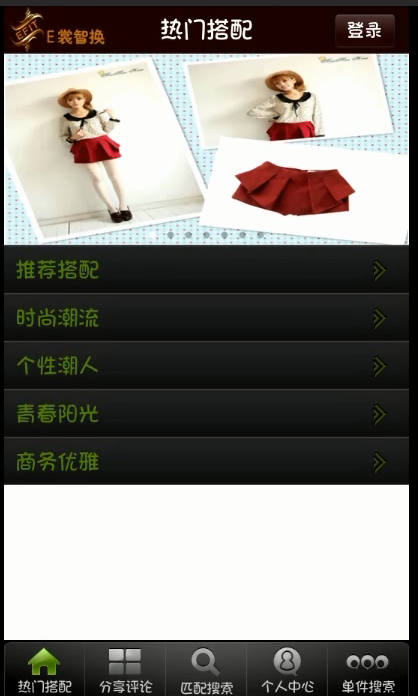 EFIT
E裳智换
热门搭配
登录
推荐搭配
时尚潮流
个性潮人
青春阳光
商务优雅
热门搭配
分享评论
匹配搜索
个人中心
单件搜索